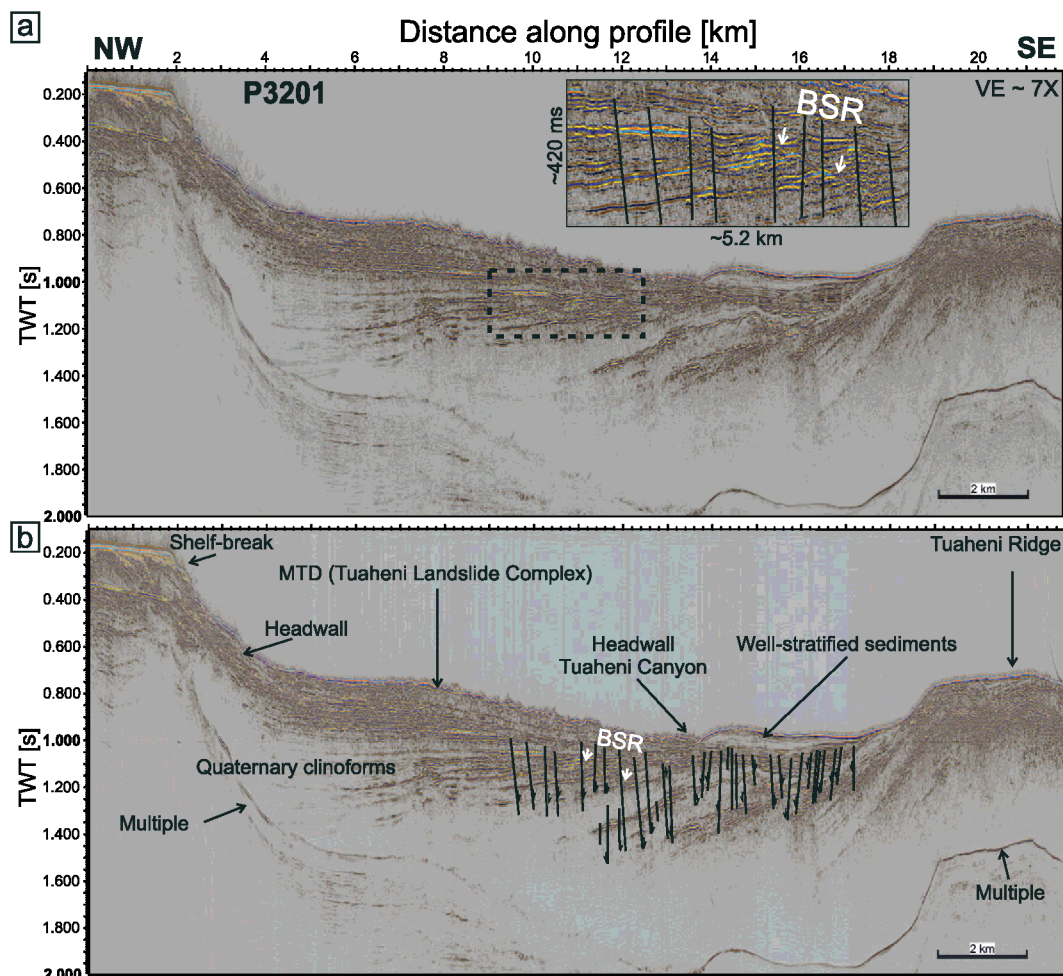 a
Distance along profile [km]
NW 2 4 6 8 10 12 14 16 18 20 SE
P3201
VE ~ 7X
BSR
~420 ms
~5.2 km
TWT [s]
0.200
0.400
0.600
0.800
1.000
1.200
1.400
1.600
1.800
2.000
2 km
b
Shelf-break
Tuaheni Ridge
MTD (Tuaheni Landslide Complex)
Headwall
Headwall
Tuaheni Canyon
Well-stratified sediments
BSR
Quaternary clinoforms
Multiple
Multiple
TWT [s]
0.200
0.400
0.600
0.800
1.000
1.200
1.400
1.600
1.800
2.000
2 km